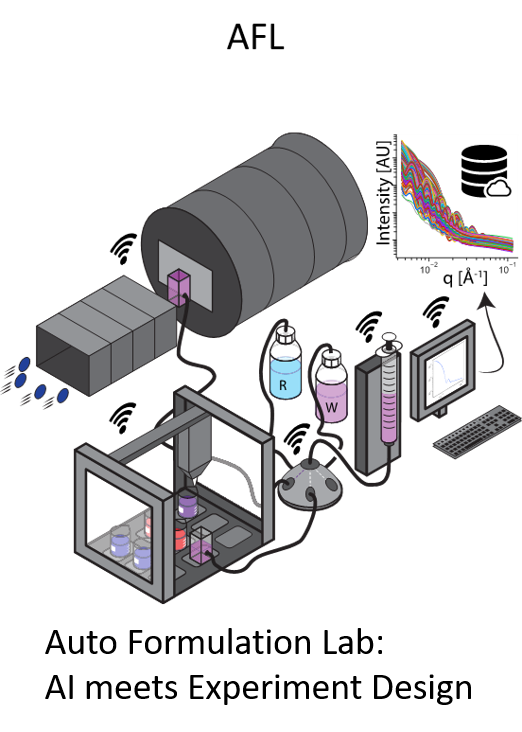 AFL
Intensity [AU]
10⁻² 10⁻¹
q [Å⁻¹]
R
W
Auto Formulation Lab:
AI meets Experiment Design